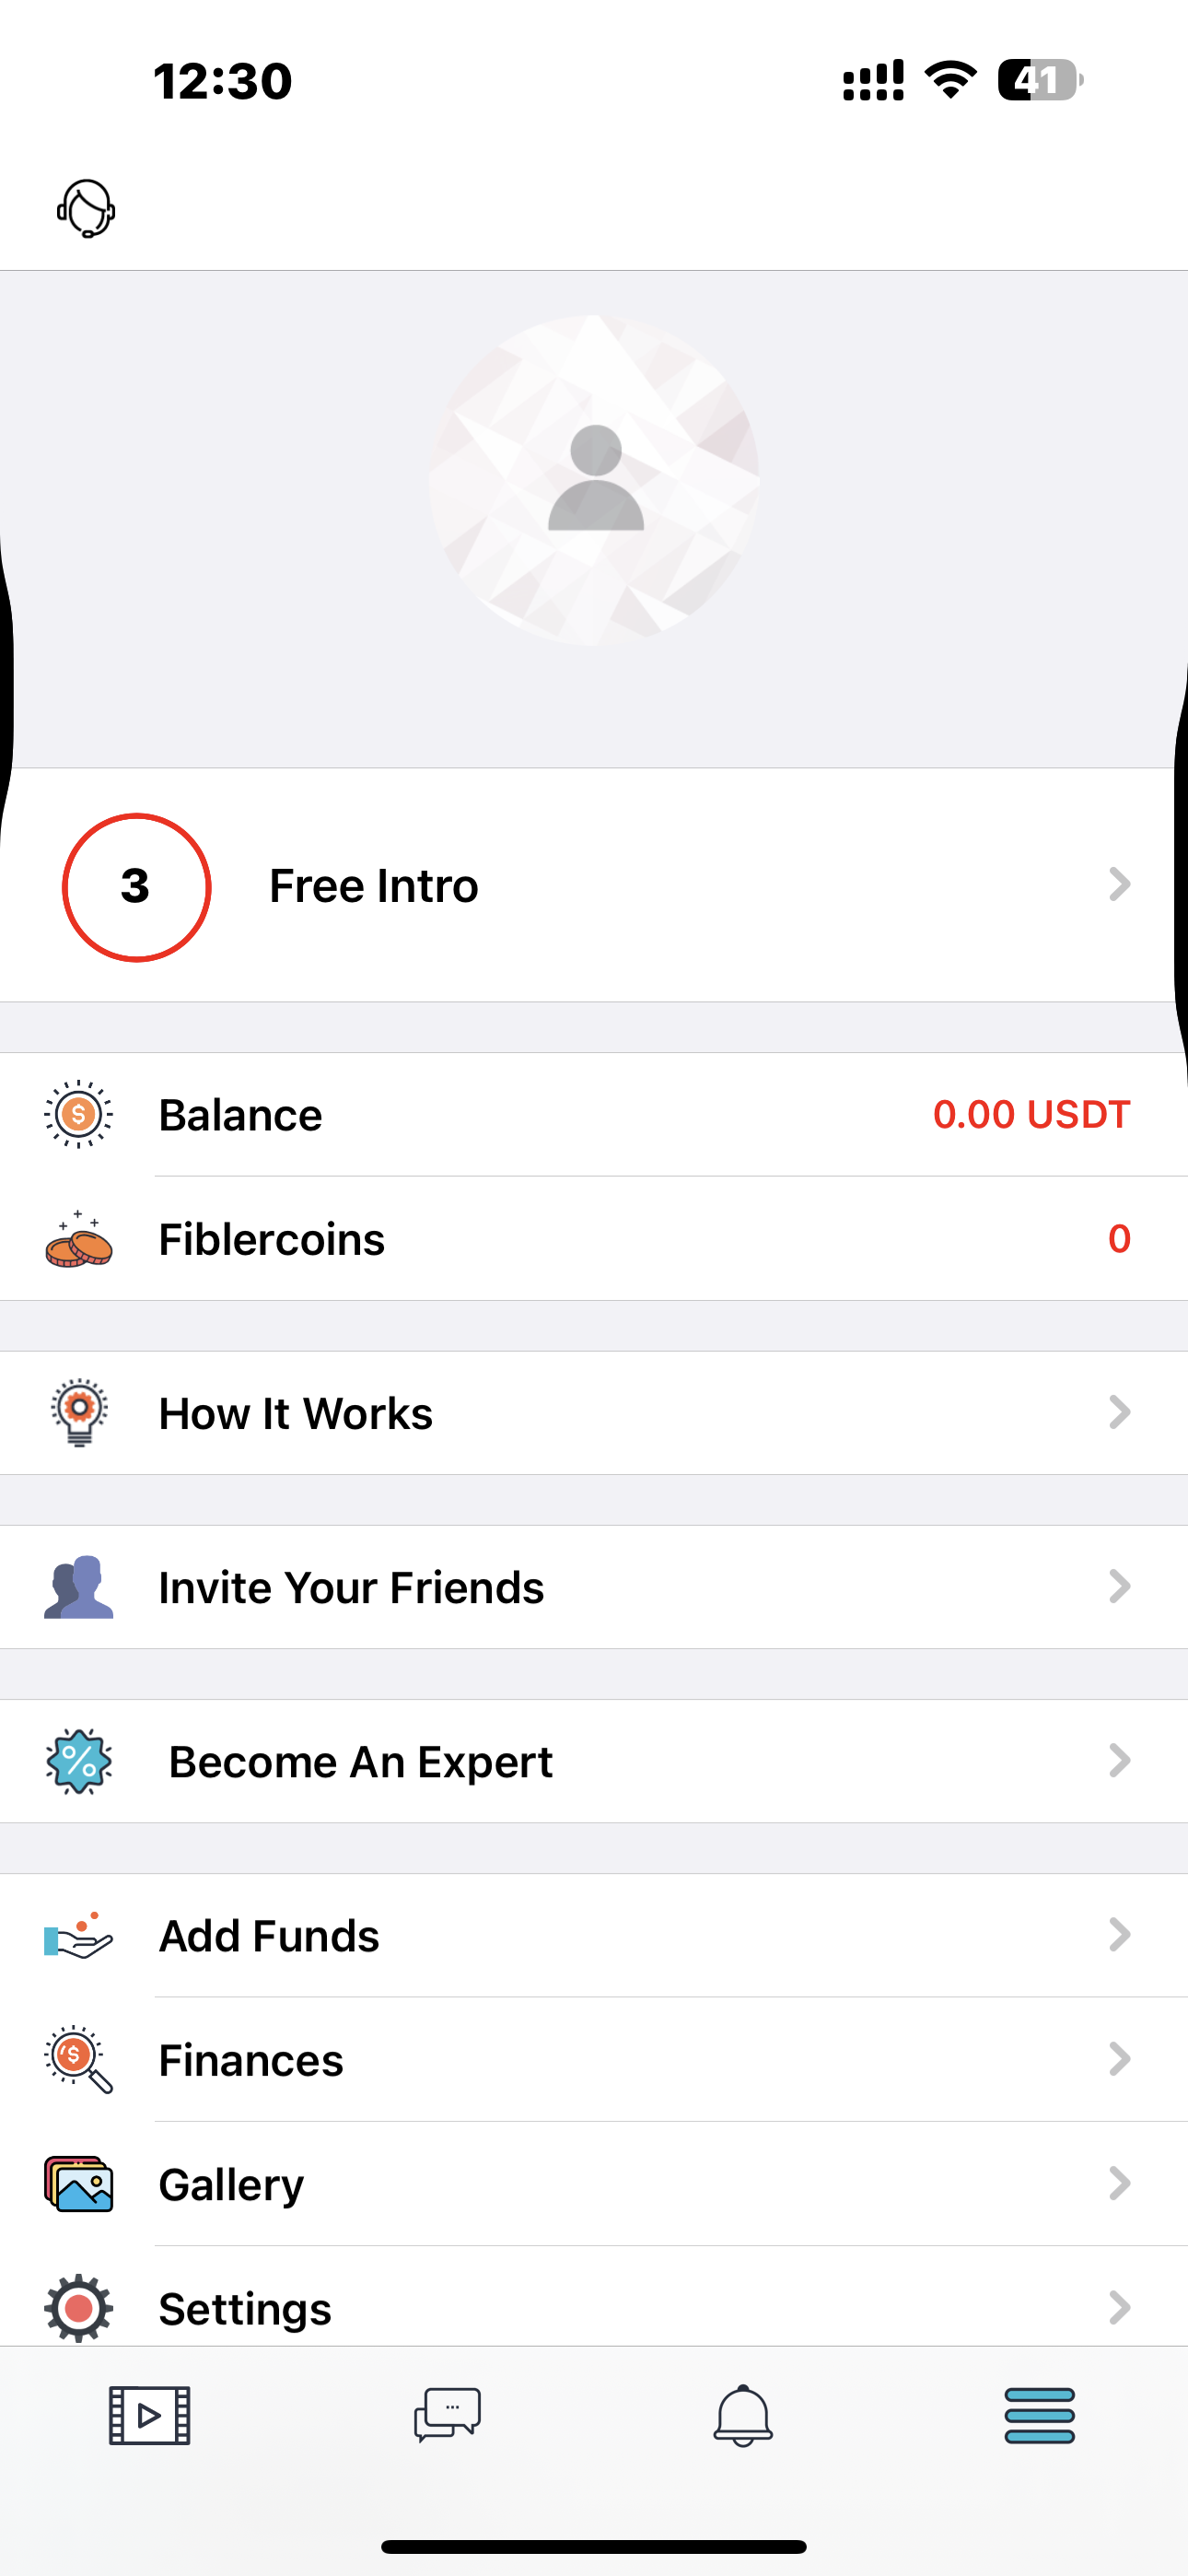 12:30
41
3 Free Intro
$ Balance 0.00 USDT
Fiblercoins 0
How It Works
Invite Your Friends
% Become An Expert
Add Funds
$ Finances
Gallery
Settings